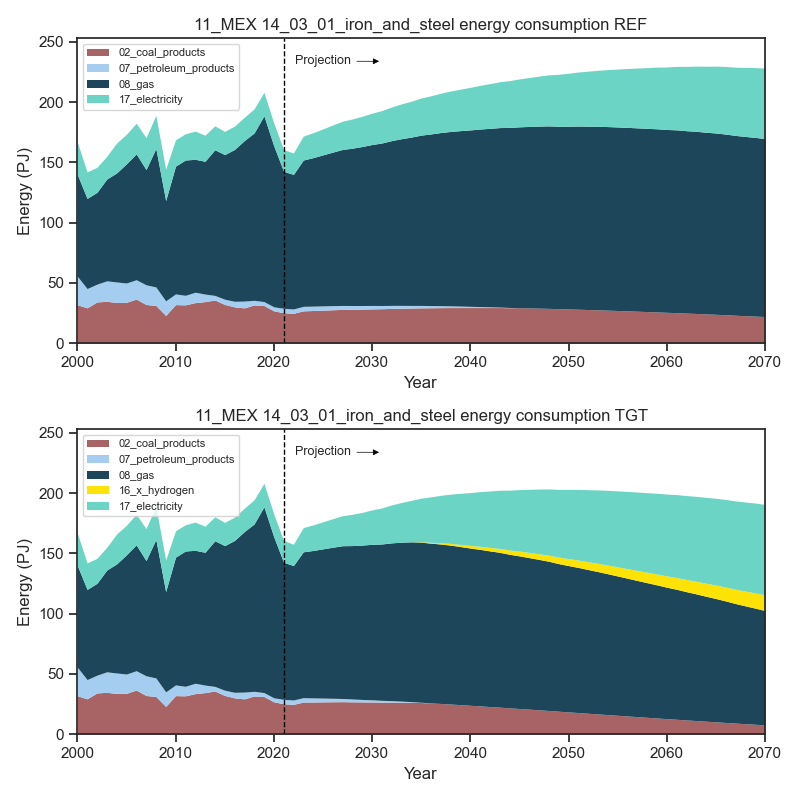 11_MEX 14_03_01_iron_and_steel energy consumption REF
250
200
150
100
50
0
Energy (PJ)
02_coal_products
07_petroleum_products
08_gas
17_electricity
Projection
2000 2010 2020 2030 2040 2050 2060 2070
Year
11_MEX 14_03_01_iron_and_steel energy consumption TGT
250
200
150
100
50
0
Energy (PJ)
02_coal_products
07_petroleum_products
08_gas
16_x_hydrogen
17_electricity
Projection
2000 2010 2020 2030 2040 2050 2060 2070
Year